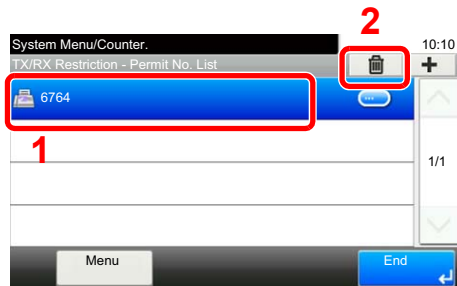 2
System Menu/Counter.
10:10
TX/RX Restriction - Permit No. List
6764
1
1/1
Menu
End